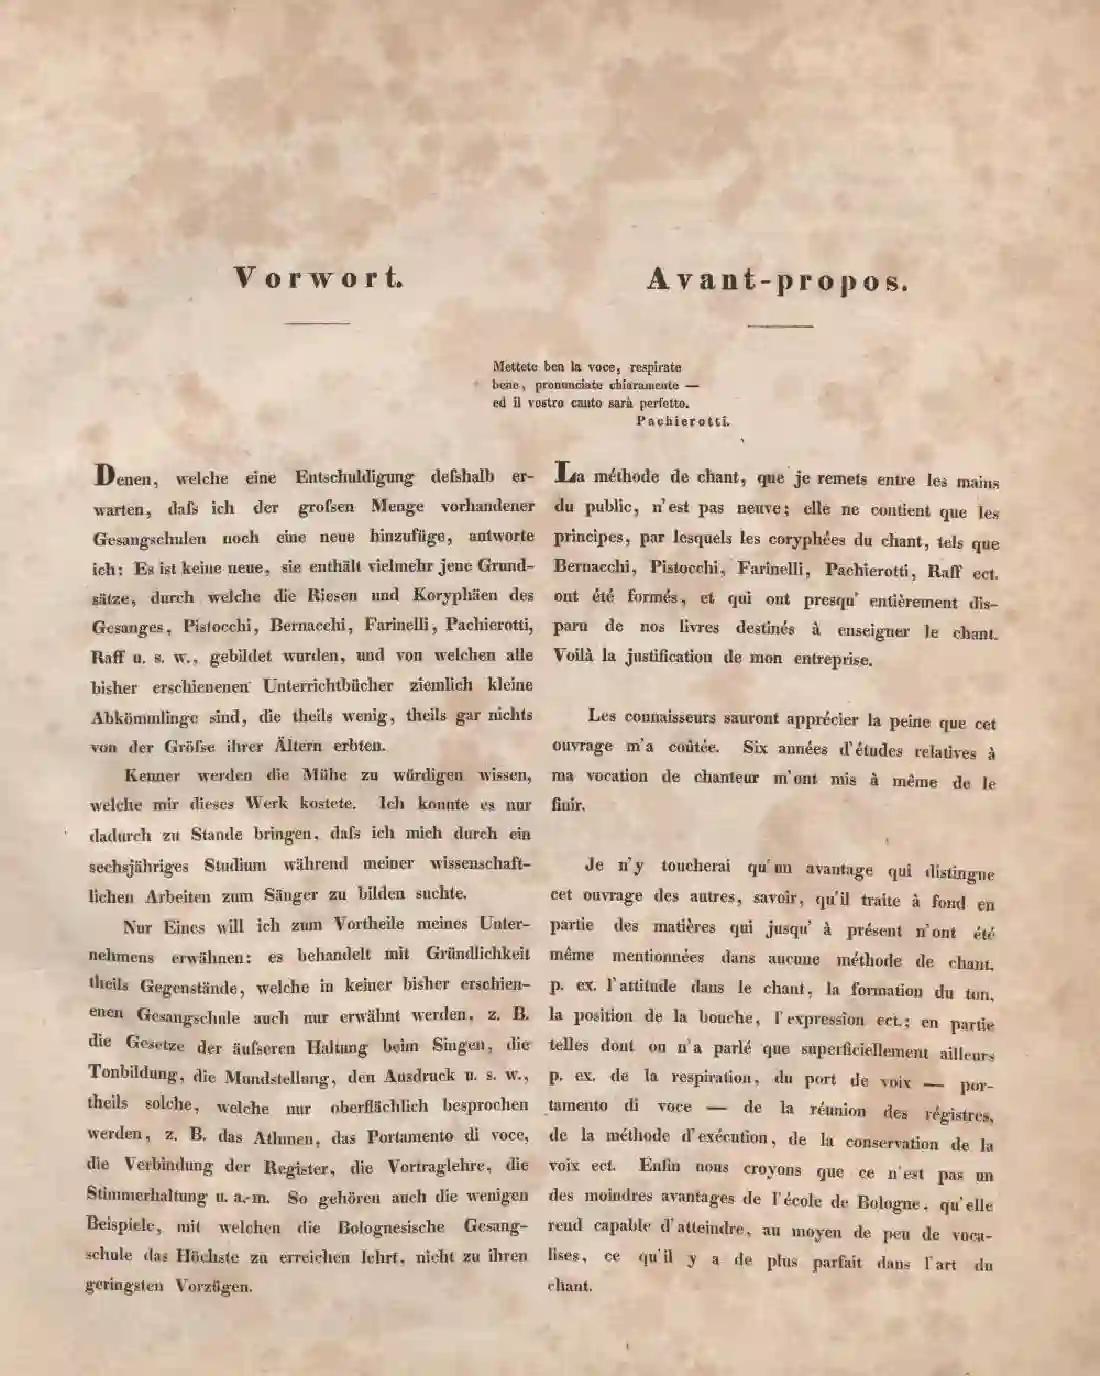 Vorwort.
Mettete ben la voce, respirate
bene, pronunciate chiaramente —
ed il vostro canto sarà perfetto.
Pachierotti.
Denen, welche eine Entschuldigung deſshalb er-
warten, daſs ich der groſsen Menge vorhandener
Gesangschulen noch eine neue hinzufüge, antworte
ich: Es ist keine neue, sie enthält vielmehr jene Grund-
sätze, durch welche die Riesen und Koryphäen des
Gesanges, Pistocchi, Bernacchi, Farinelli, Pachierotti,
Raff u. s. w., gebildet wurden, und von welchen alle
bisher erschienenen Unterrichtbücher ziemlich kleine
Abkömmlinge sind, die theils wenig, theils gar nichts
von der Gröſse ihrer Ältern erbten.
Kenner werden die Mühe zu würdigen wissen,
welche mir dieses Werk kostete. Ich konnte es nur
dadurch zu Stande bringen, daſs ich mich durch ein
sechsjähriges Studium während meiner wissenschaft-
lichen Arbeiten zum Sänger zu bilden suchte.
Nur Eines will ich zum Vortheile meines Unter-
nehmens erwähnen: es behandelt mit Gründlichkeit
theils Gegenstände, welche in keiner bisher erschien-
enen Gesangschule auch nur erwähnt werden, z. B.
die Gesetze der äuſseren Haltung beim Singen, die
Tonbildung, die Mundstellung, den Ausdruck u. s. w.,
theils solche, welche nur oberflächlich besprochen
werden, z. B. das Athmen, das Portamento di voce,
die Verbindung der Register, die Vortraglehre, die
Stimmerhaltung u. a.-m. So gehören auch die wenigen
Beispiele, mit welchen die Bolognesische Gesang-
schule das Höchste zu erreichen lehrt, nicht zu ihren
geringsten Vorzügen.
Avant-propos.
La méthode de chant, que je remets entre les mains
du public, n'est pas neuve; elle ne contient que les
principes, par lesquels les coryphées du chant, tels que
Bernacchi, Pistocchi, Farinelli, Pachierotti, Raff ect.
ont été formés, et qui ont presqu' entièrement dis-
paru de nos livres destinés à enseigner le chant.
Voilà la justification de mon entreprise.
Les connaisseurs sauront apprécier la peine que cet
ouvrage m'a coûtée. Six années d'études relatives à
ma vocation de chanteur m'ont mis à même de le
finir.
Je n'y toucherai qu'un avantage qui distingue
cet ouvrage des autres, savoir, qu'il traite à fond en
partie des matières qui jusqu' à présent n'ont été
même mentionnées dans aucune méthode de chant,
p. ex. l'attitude dans le chant, la formation du ton,
la position de la bouche, l'expression ect.; en partie
telles dont on n'a parlé que superficiellement ailleurs
p. ex. de la respiration, du port de voix — por-
tamento di voce — de la réunion des régistres,
de la méthode d'exécution, de la conservation de la
voix ect. Enfin nous croyons que ce n'est pas un
des moindres avantages de l'école de Bologne, qu'elle
rend capable d'atteindre, au moyen de peu de voca-
lises, ce qu'il y a de plus parfait dans l'art du
chant.